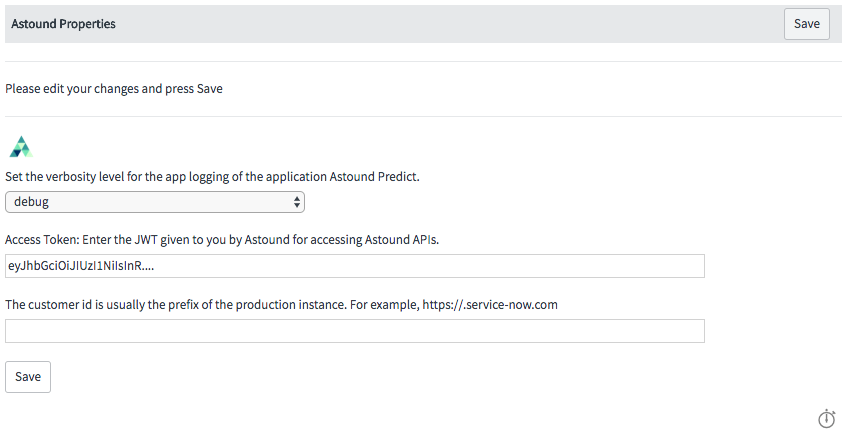 Astound Properties
Save
Please edit your changes and press Save
Set the verbosity level for the app logging of the application Astound Predict.
debug
Access Token: Enter the JWT given to you by Astound for accessing Astound APIs.
eyJhbGciOiJIUzI1NiIsInR....
The customer id is usually the prefix of the production instance. For example, https://.service-now.com
Save